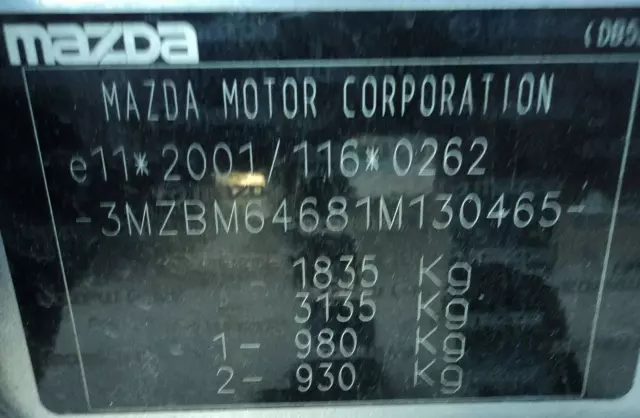 mazda
MAZDA MOTOR CORPORATION
e11*2001/116*0262
-3MZBM64681M130465-
1835 Kg
3135 Kg
1- 980 Kg
2- 930 Kg